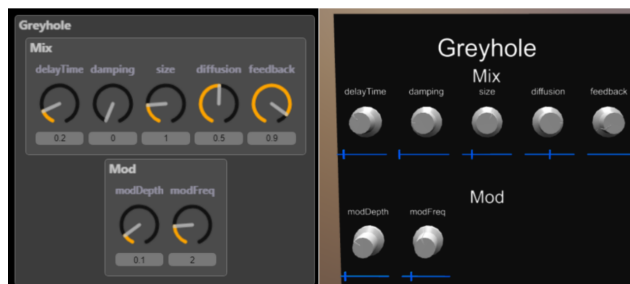 Greyhole
Mix
delayTime damping size diffusion feedback
0.2 0 1 0.5 0.9
Mod
modDepth modFreq
0.1 2
Greyhole
Mix
delayTime damping size diffusion feedback
Mod
modDepth modFreq